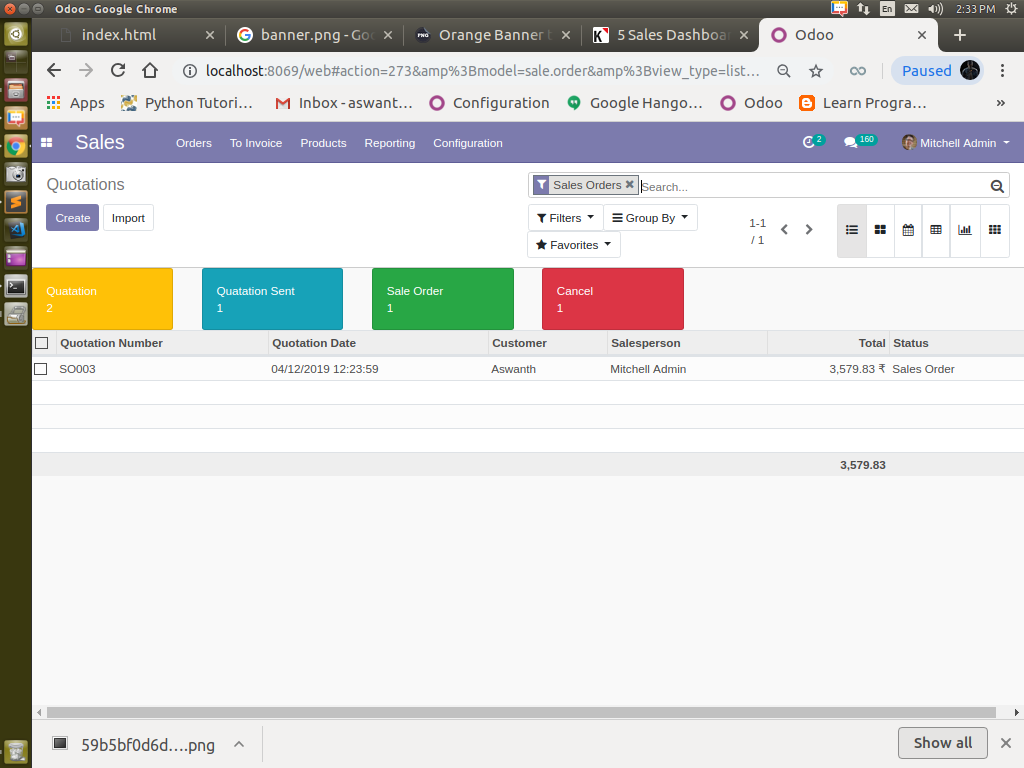 Odoo - Google Chrome
En
2:33 PM
index.html
banner.png - Goo
PNG
Orange Banner t
K
5 Sales Dashboar
Odoo
localhost:8069/web#action=273&amp%3Bmodel=sale.order&amp%3Bview_type=list...
Paused
Apps
Python Tutori...
Inbox - aswant...
Configuration
Google Hango...
Odoo
Learn Progra...
»
Sales
Orders
To Invoice
Products
Reporting
Configuration
2
160
Mitchell Admin
Quotations
Sales Orders
Search...
Create
Import
Filters
Group By
Favorites
1-1
/ 1
Quatation
2
Quatation Sent
1
Sale Order
1
Cancel
1
Quotation Number Quotation Date Customer Salesperson Total Status
SO003 04/12/2019 12:23:59 Aswanth Mitchell Admin 3,579.83 ₹ Sales Order
3,579.83
59b5bf0d6d....png
Show all